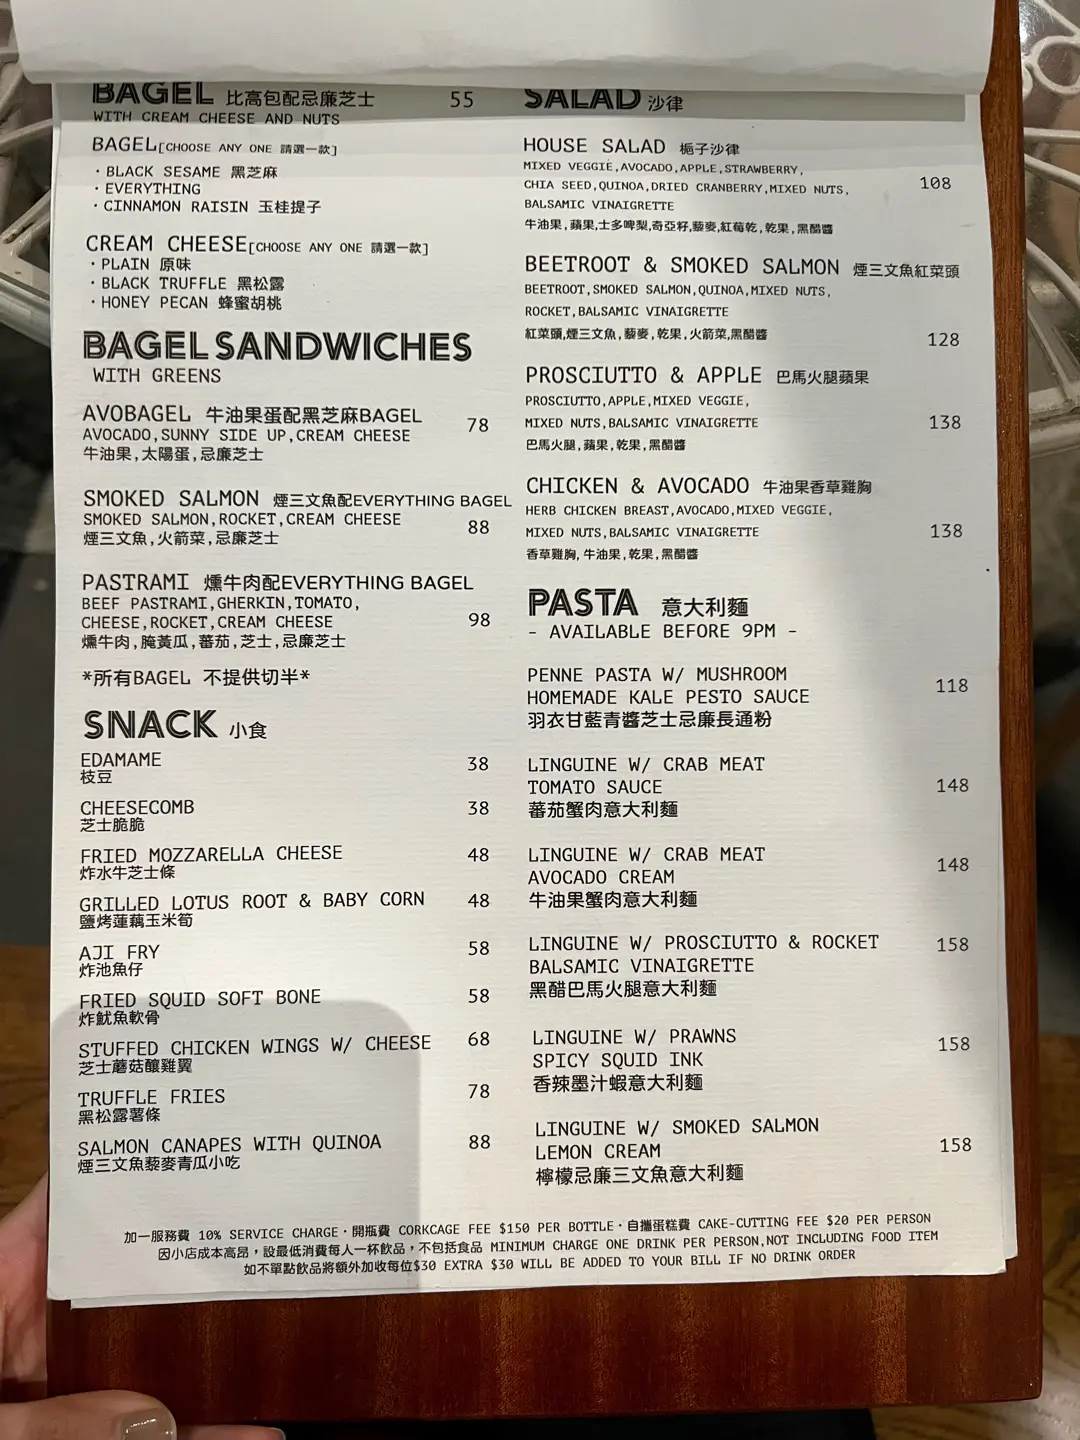 BAGEL 比高包配忌廉芝士 55
WITH CREAM CHEESE AND NUTS
BAGEL[CHOOSE ANY ONE 請選一款]
· BLACK SESAME 黑芝麻
· EVERYTHING
· CINNAMON RAISIN 玉桂提子
CREAM CHEESE[CHOOSE ANY ONE 請選一款]
· PLAIN 原味
· BLACK TRUFFLE 黑松露
· HONEY PECAN 蜂蜜胡桃
BAGEL SANDWICHES
WITH GREENS
AVOBAGEL 牛油果蛋配黑芝麻BAGEL
AVOCADO,SUNNY SIDE UP,CREAM CHEESE 78
牛油果,太陽蛋,忌廉芝士
SMOKED SALMON 煙三文魚配EVERYTHING BAGEL
SMOKED SALMON,ROCKET,CREAM CHEESE 88
煙三文魚,火箭菜,忌廉芝士
PASTRAMI 燻牛肉配EVERYTHING BAGEL
BEEF PASTRAMI,GHERKIN,TOMATO,
CHEESE,ROCKET,CREAM CHEESE 98
燻牛肉,腌黃瓜,蕃茄,芝士,忌廉芝士
*所有BAGEL 不提供切半*
SNACK 小食
EDAMAME 38
枝豆
CHEESECOMB 38
芝士脆脆
FRIED MOZZARELLA CHEESE 48
炸水牛芝士條
GRILLED LOTUS ROOT & BABY CORN 48
鹽烤蓮藕玉米筍
AJI FRY 58
炸池魚仔
FRIED SQUID SOFT BONE 58
炸魷魚軟骨
STUFFED CHICKEN WINGS W/ CHEESE 68
芝士蘑菇釀雞翼
TRUFFLE FRIES 78
黑松露薯條
SALMON CANAPES WITH QUINOA 88
煙三文魚藜麥青瓜小吃
SALAD 沙律
HOUSE SALAD 梔子沙律
MIXED VEGGIE,AVOCADO,APPLE,STRAWBERRY,
CHIA SEED,QUINOA,DRIED CRANBERRY,MIXED NUTS, 108
BALSAMIC VINAIGRETTE
牛油果,蘋果,士多啤梨,奇亞籽,藜麥,紅莓乾,乾果,黑醋醬
BEETROOT & SMOKED SALMON 煙三文魚紅菜頭
BEETROOT,SMOKED SALMON,QUINOA,MIXED NUTS,
ROCKET,BALSAMIC VINAIGRETTE
紅菜頭,煙三文魚,藜麥,乾果,火箭菜,黑醋醬 128
PROSCIUTTO & APPLE 巴馬火腿蘋果
PROSCIUTTO,APPLE,MIXED VEGGIE,
MIXED NUTS,BALSAMIC VINAIGRETTE 138
巴馬火腿,蘋果,乾果,黑醋醬
CHICKEN & AVOCADO 牛油果香草雞胸
HERB CHICKEN BREAST,AVOCADO,MIXED VEGGIE,
MIXED NUTS,BALSAMIC VINAIGRETTE 138
香草雞胸,牛油果,乾果,黑醋醬
PASTA 意大利麵
- AVAILABLE BEFORE 9PM -
PENNE PASTA W/ MUSHROOM
HOMEMADE KALE PESTO SAUCE 118
羽衣甘藍青醬芝士忌廉長通粉
LINGUINE W/ CRAB MEAT
TOMATO SAUCE 148
蕃茄蟹肉意大利麵
LINGUINE W/ CRAB MEAT
AVOCADO CREAM 148
牛油果蟹肉意大利麵
LINGUINE W/ PROSCIUTTO & ROCKET 158
BALSAMIC VINAIGRETTE
黑醋巴馬火腿意大利麵
LINGUINE W/ PRAWNS
SPICY SQUID INK 158
香辣墨汁蝦意大利麵
LINGUINE W/ SMOKED SALMON
LEMON CREAM 158
檸檬忌廉三文魚意大利麵
加一服務費 10% SERVICE CHARGE · 開瓶費 CORKCAGE FEE $150 PER BOTTLE · 自攜蛋糕費 CAKE-CUTTING FEE $20 PER PERSON
因小店成本高昂，設最低消費每人一杯飲品，不包括食品 MINIMUM CHARGE ONE DRINK PER PERSON,NOT INCLUDING FOOD ITEM
如不單點飲品將額外加收每位$30 EXTRA $30 WILL BE ADDED TO YOUR BILL IF NO DRINK ORDER